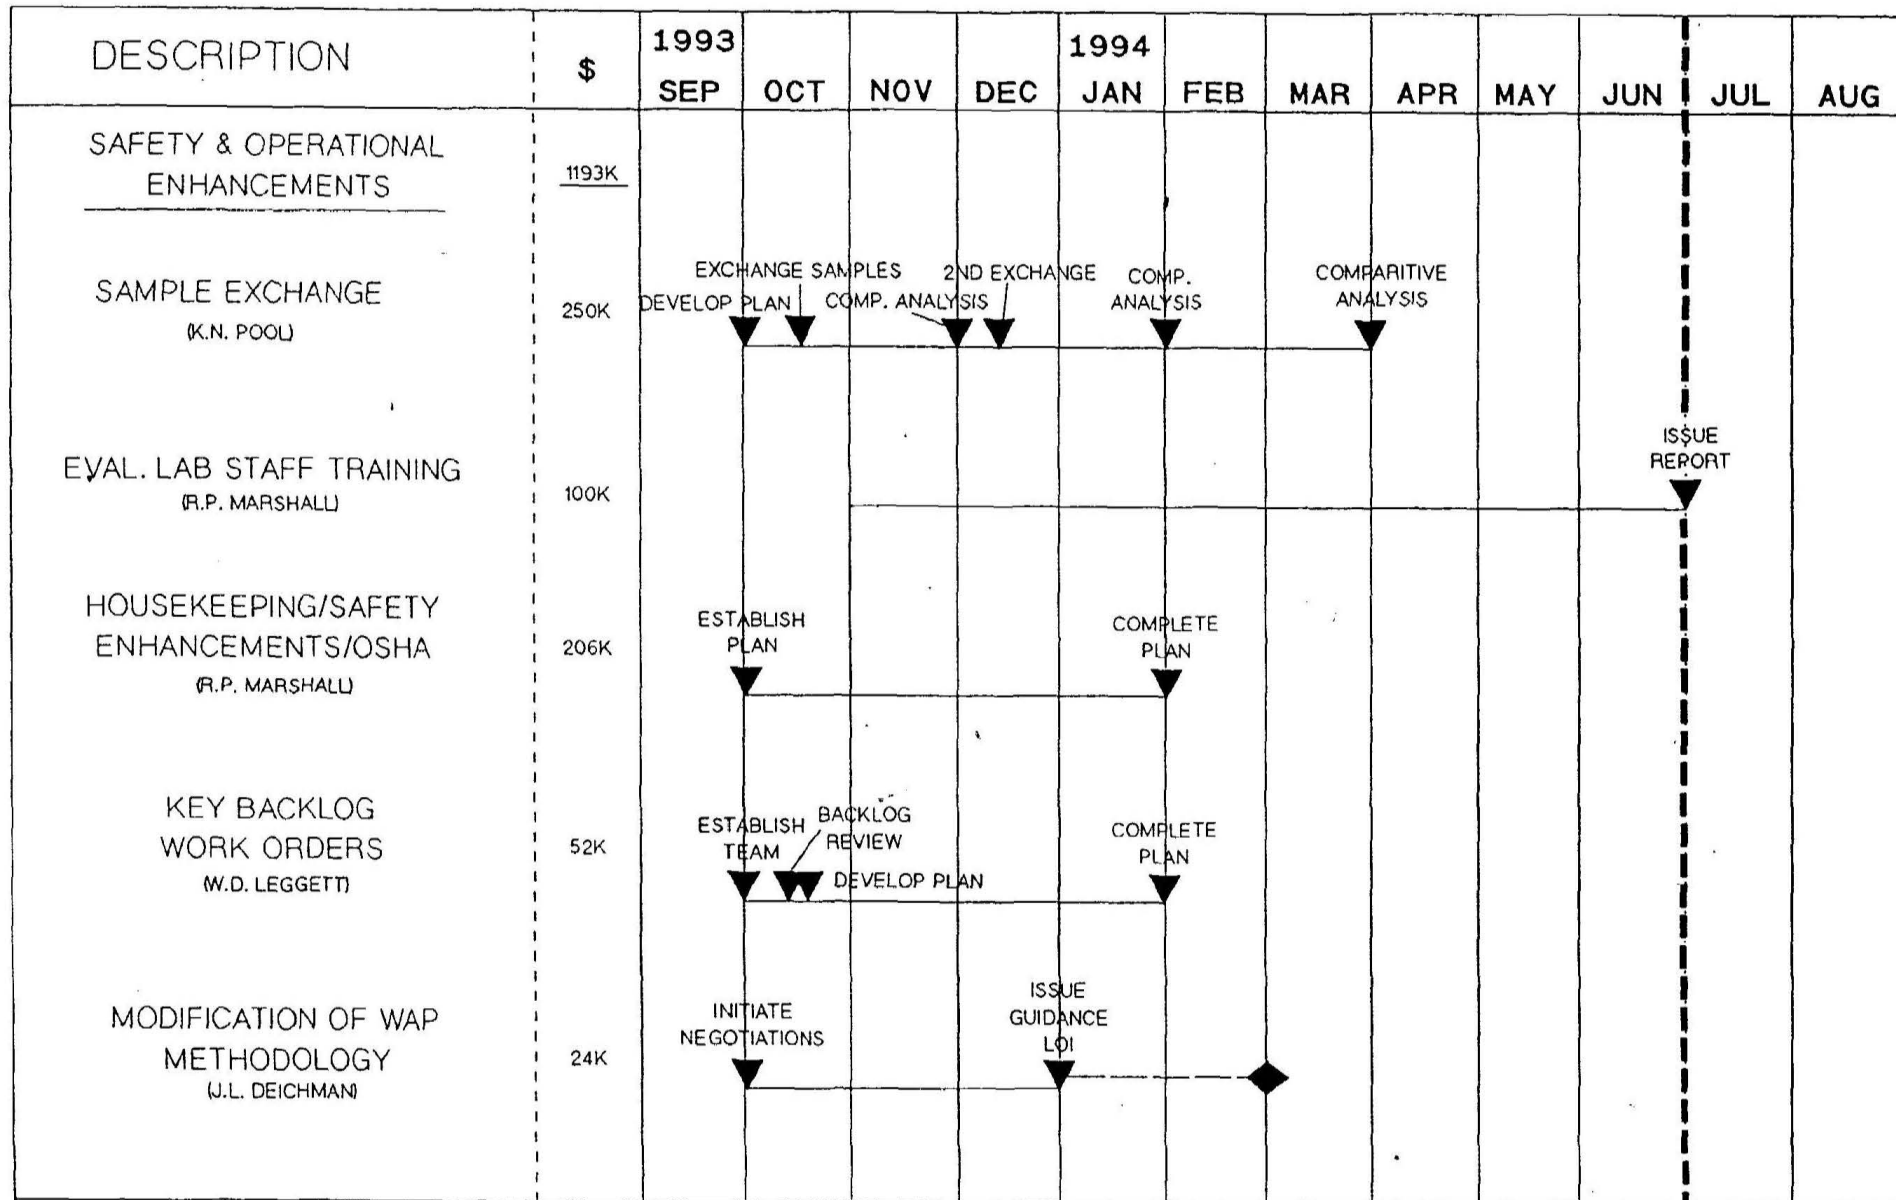 DESCRIPTION
$
1993
1994
SEP OCT NOV DEC JAN FEB MAR APR MAY JUN JUL AUG
SAFETY & OPERATIONAL
ENHANCEMENTS
1193K
SAMPLE EXCHANGE
(K.N. POOL)
250K
EXCHANGE SAMPLES
DEVELOP PLAN
COMP. ANALYSIS
2ND EXCHANGE
COMP.
ANALYSIS
COMPARITIVE
ANALYSIS
EVAL. LAB STAFF TRAINING
(R.P. MARSHALL)
100K
ISSUE
REPORT
HOUSEKEEPING/SAFETY
ENHANCEMENTS/OSHA
(R.P. MARSHALL)
206K
ESTABLISH
PLAN
COMPLETE
PLAN
KEY BACKLOG
WORK ORDERS
(W.D. LEGGETT)
52K
ESTABLISH
TEAM
BACKLOG
REVIEW
DEVELOP PLAN
COMPLETE
PLAN
MODIFICATION OF WAP
METHODOLOGY
(J.L. DEICHMAN)
24K
INITIATE
NEGOTIATIONS
ISSUE
GUIDANCE
LOI